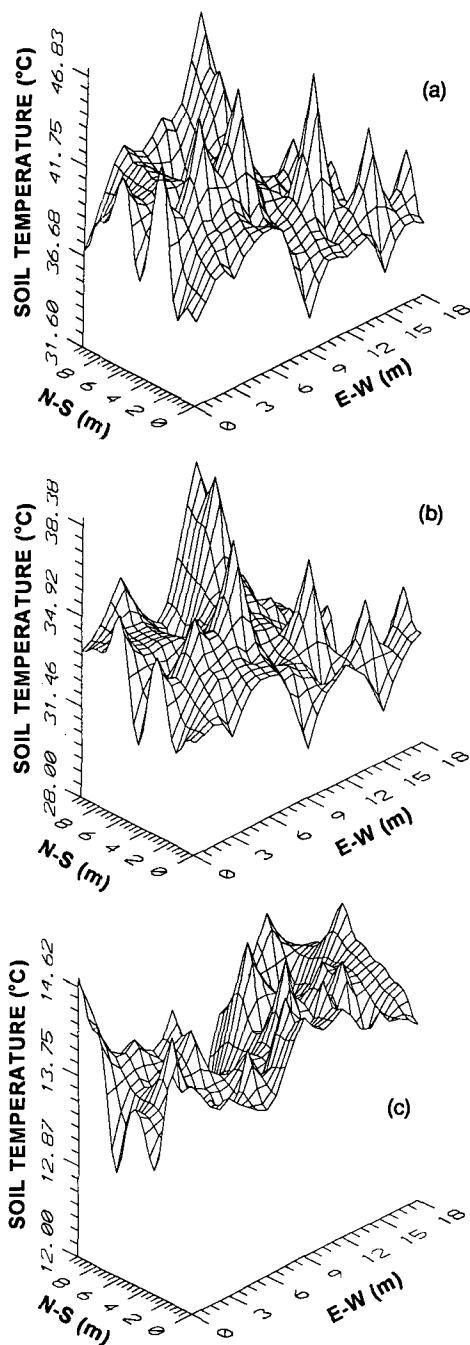 (a)
SOIL TEMPERATURE (°C)
46.83
41.75
36.68
31.60
8 6 4 2 0
N-S (m)
0 3 6 9 12 15 18
E-W (m)
(b)
SOIL TEMPERATURE (°C)
38.38
34.92
31.46
28.00
8 6 4 2 0
N-S (m)
0 3 6 9 12 15 18
E-W (m)
(c)
SOIL TEMPERATURE (°C)
14.62
13.75
12.87
12.00
8 6 4 2 0
N-S (m)
0 3 6 9 12 15 18
E-W (m)